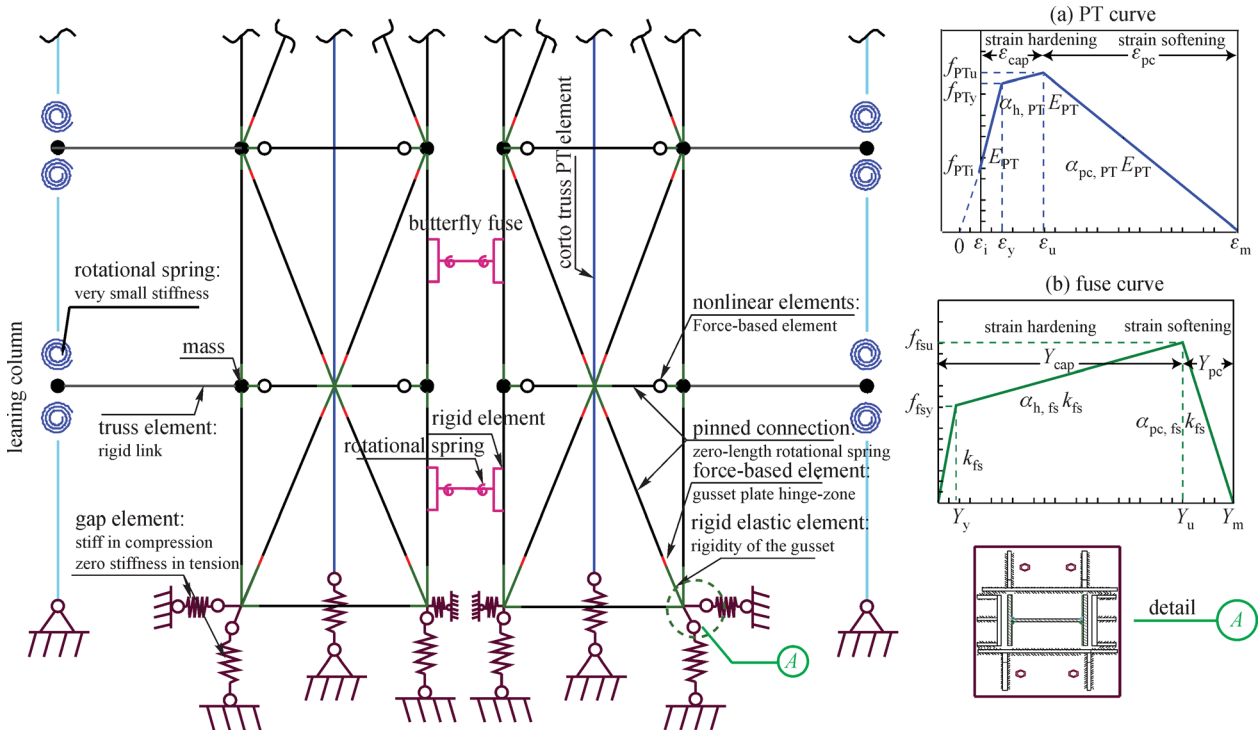 leaning column
rotational spring:
very small stiffness
mass
truss element:
rigid link
gap element:
stiff in compression
zero stiffness in tension
butterfly fuse
corto truss PT element
rigid element
rotational spring
nonlinear elements:
Force-based element
pinned connection:
zero-length rotational spring
force-based element:
gusset plate hinge-zone
rigid elastic element:
rigidity of the gusset
A
(a) PT curve
strain hardening
strain softening
ε_cap
ε_pc
f_PTu
f_PTy
f_PTi
α_h, PT E_PT
E_PT
α_pc, PT E_PT
0
ε_i
ε_y
ε_u
ε_m
(b) fuse curve
strain hardening
strain softening
f_fsu
Y_cap
Y_pc
f_fsy
α_h, fs k_fs
α_pc, fs k_fs
k_fs
Y_y
Y_u
Y_m
detail
A